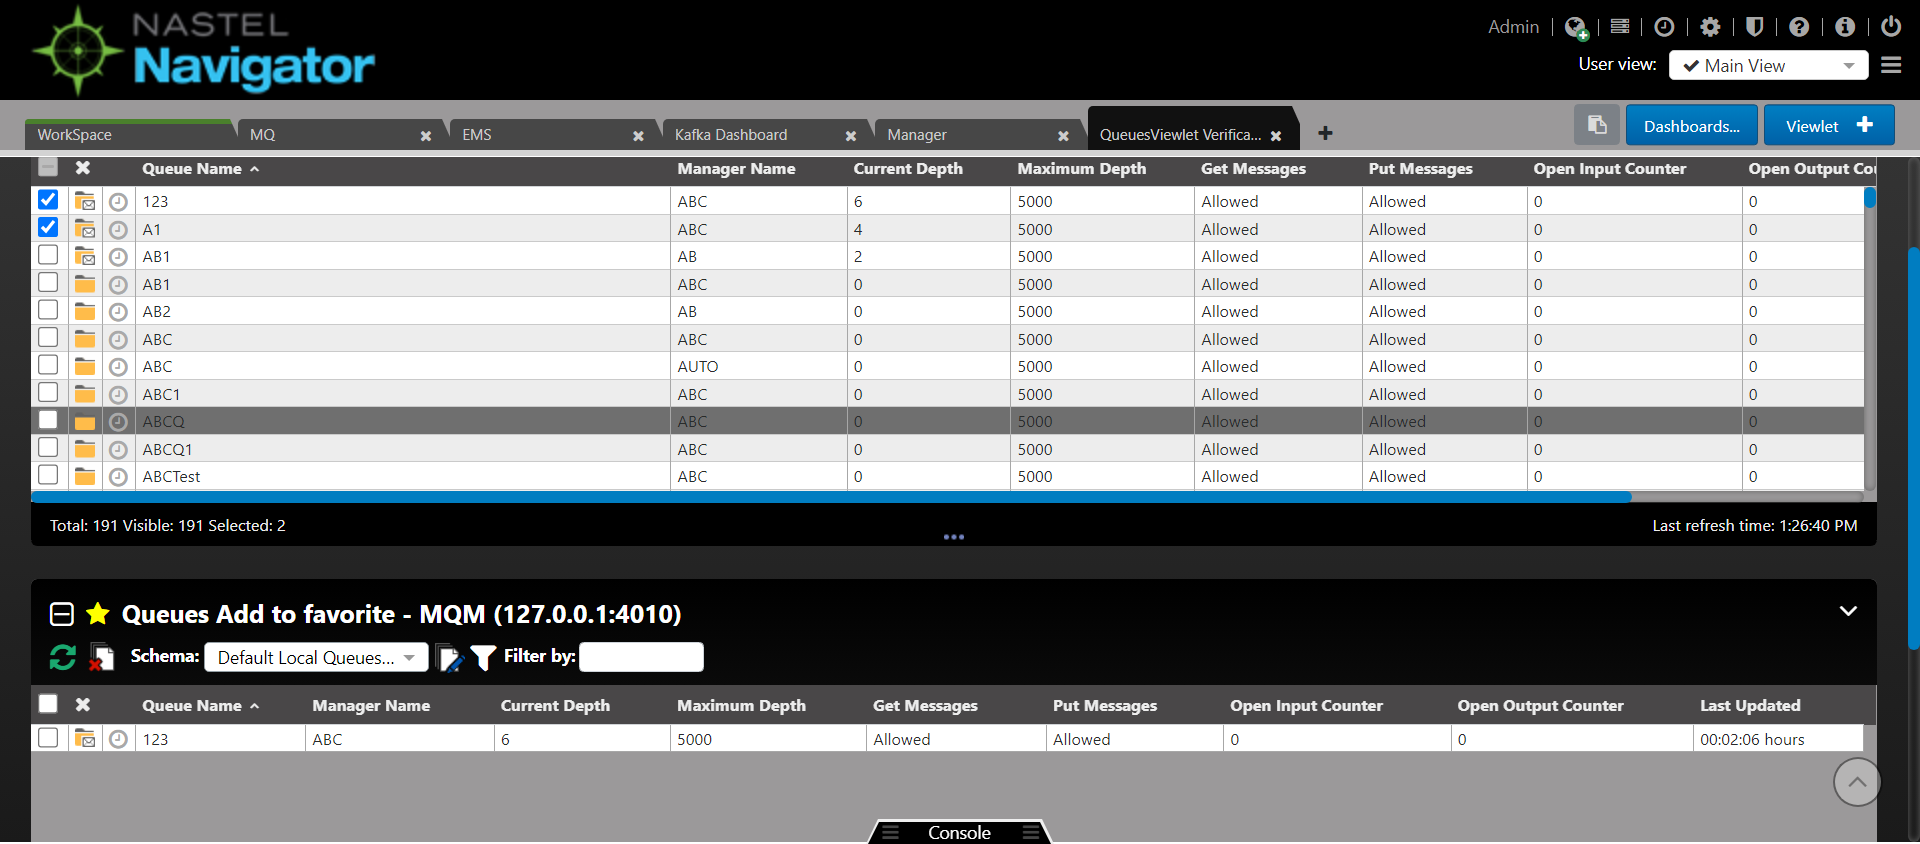 NASTEL
Navigator
Admin
User view: Main View
WorkSpace MQ EMS Kafka Dashboard Manager QueuesViewlet Verifica... Dashboards... Viewlet
Queue Name Manager Name Current Depth Maximum Depth Get Messages Put Messages Open Input Counter Open Output Cou
123 ABC 6 5000 Allowed Allowed 0 0
A1 ABC 4 5000 Allowed Allowed 0 0
AB1 AB 2 5000 Allowed Allowed 0 0
AB1 ABC 0 5000 Allowed Allowed 0 0
AB2 AB 0 5000 Allowed Allowed 0 0
ABC ABC 0 5000 Allowed Allowed 0 0
ABC AUTO 0 5000 Allowed Allowed 0 0
ABC1 ABC 0 5000 Allowed Allowed 0 0
ABCQ ABC 0 5000 Allowed Allowed 0 0
ABCQ1 ABC 0 5000 Allowed Allowed 0 0
ABCTest ABC 0 5000 Allowed Allowed 0 0
Total: 191 Visible: 191 Selected: 2 Last refresh time: 1:26:40 PM
Queues Add to favorite - MQM (127.0.0.1:4010)
Schema: Default Local Queues... Filter by:
Queue Name Manager Name Current Depth Maximum Depth Get Messages Put Messages Open Input Counter Open Output Counter Last Updated
123 ABC 6 5000 Allowed Allowed 0 0 00:02:06 hours
Console